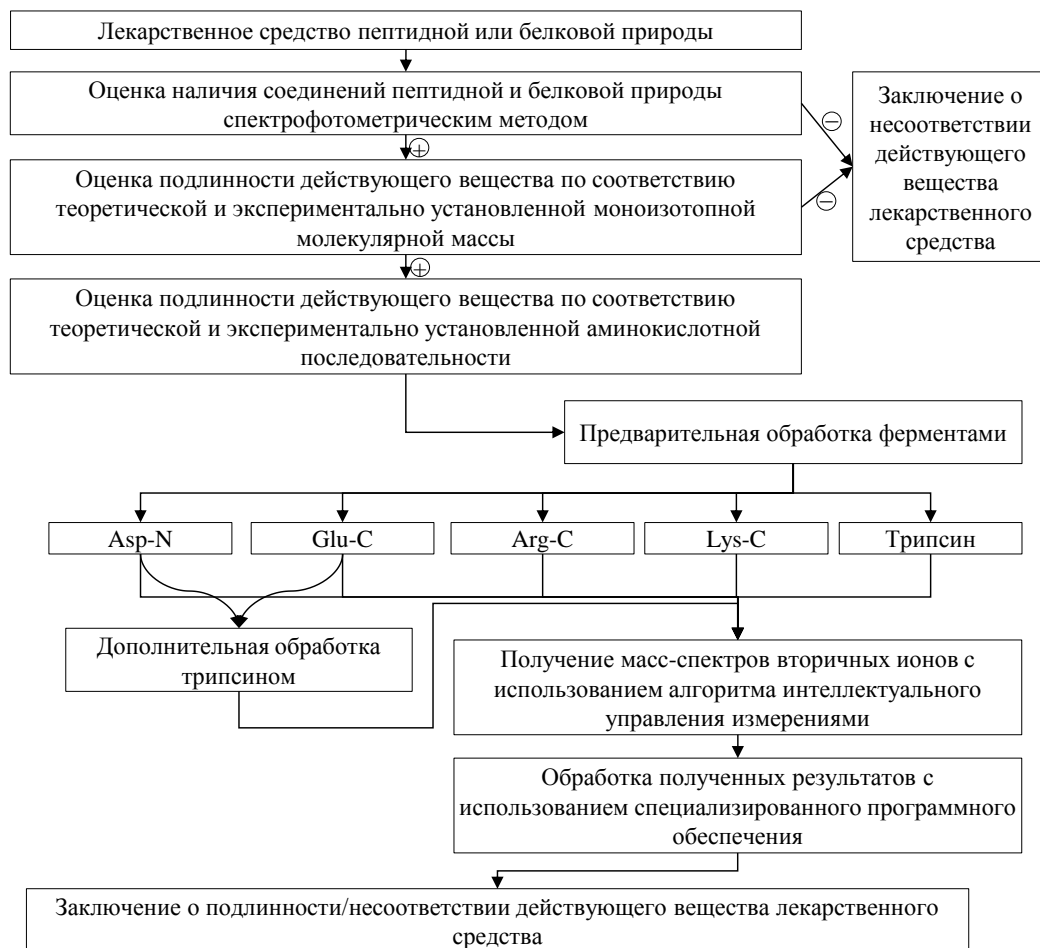 Лекарственное средство пептидной или белковой природы
Оценка наличия соединений пептидной и белковой природы
спектрофотометрическим методом
Заключение о
несоответствии
действующего
вещества
лекарственного
средства
−
+
Оценка подлинности действующего вещества по соответствию
теоретической и экспериментально установленной моноизотопной
молекулярной массы
−
+
Оценка подлинности действующего вещества по соответствию
теоретической и экспериментально установленной аминокислотной
последовательности
Предварительная обработка ферментами
Asp-N
Glu-C
Arg-C
Lys-C
Трипсин
Дополнительная обработка
трипсином
Получение масс-спектров вторичных ионов с
использованием алгоритма интеллектуального
управления измерениями
Обработка полученных результатов с
использованием специализированного программного
обеспечения
Заключение о подлинности/несоответствии действующего вещества лекарственного
средства